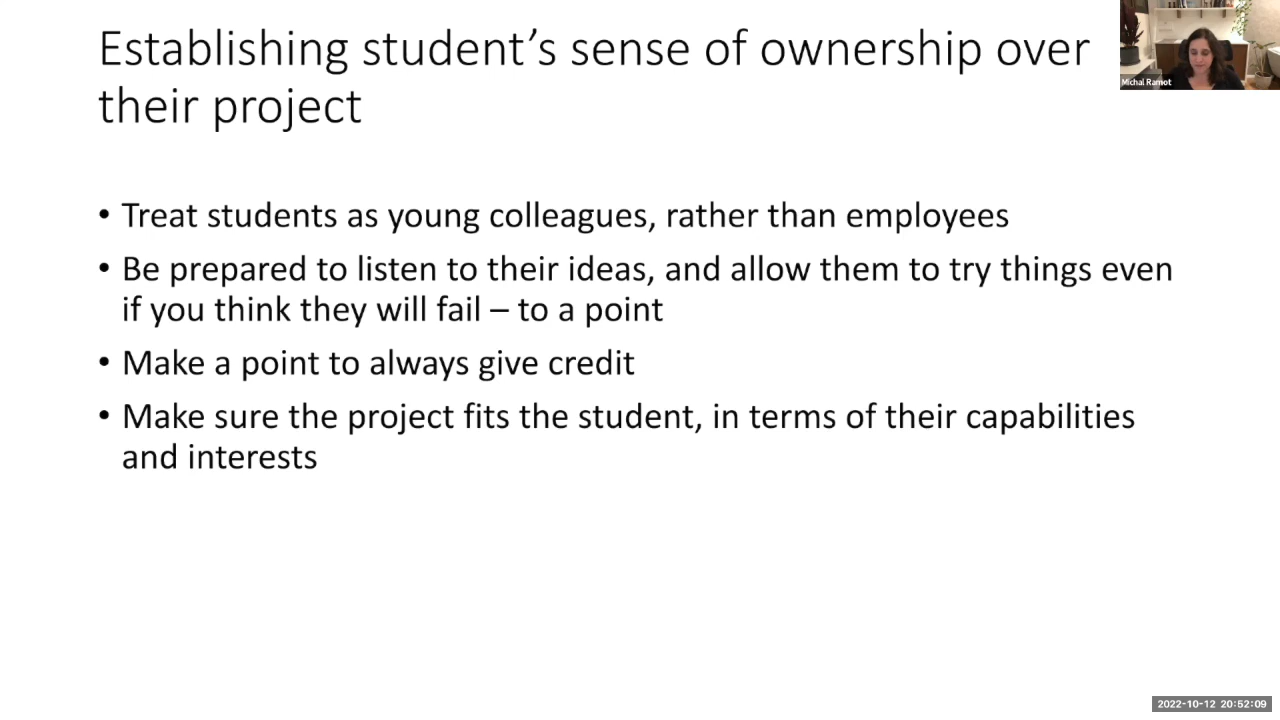 Establishing student’s sense of ownership over
their project
Michal Ramot
• Treat students as young colleagues, rather than employees
• Be prepared to listen to their ideas, and allow them to try things even
if you think they will fail – to a point
• Make a point to always give credit
• Make sure the project fits the student, in terms of their capabilities
and interests
2022-10-12 20:52:09